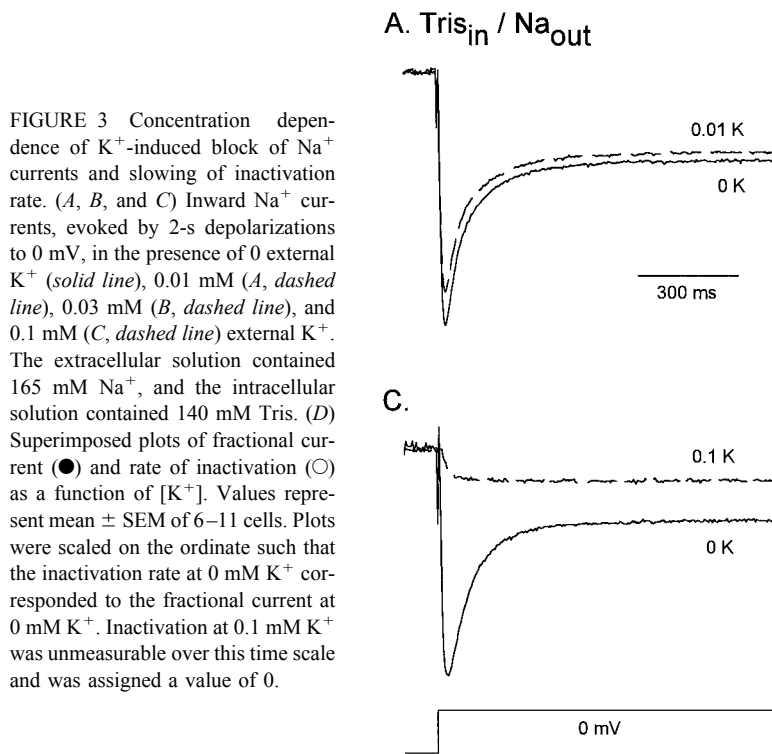 FIGURE 3 Concentration depen-
dence of K⁺-induced block of Na⁺
currents and slowing of inactivation
rate. (A, B, and C) Inward Na⁺ cur-
rents, evoked by 2-s depolarizations
to 0 mV, in the presence of 0 external
K⁺ (solid line), 0.01 mM (A, dashed
line), 0.03 mM (B, dashed line), and
0.1 mM (C, dashed line) external K⁺.
The extracellular solution contained
165 mM Na⁺, and the intracellular
solution contained 140 mM Tris. (D)
Superimposed plots of fractional cur-
rent (●) and rate of inactivation (○)
as a function of [K⁺]. Values repre-
sent mean ± SEM of 6–11 cells. Plots
were scaled on the ordinate such that
the inactivation rate at 0 mM K⁺ cor-
responded to the fractional current at
0 mM K⁺. Inactivation at 0.1 mM K⁺
was unmeasurable over this time scale
and was assigned a value of 0.
A. Tris_in / Na_out
0.01 K
0 K
300 ms
C.
0.1 K
0 K
0 mV